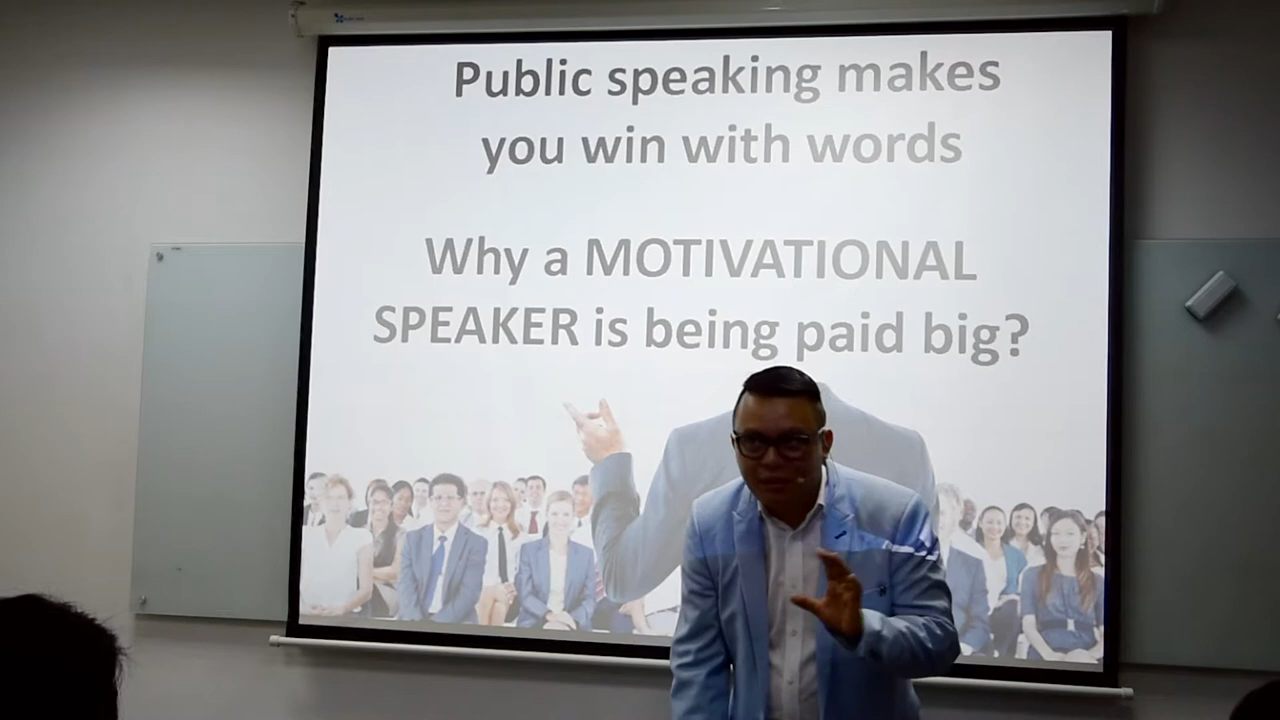 Public speaking makes
you win with words
Why a MOTIVATIONAL
SPEAKER is being paid big?